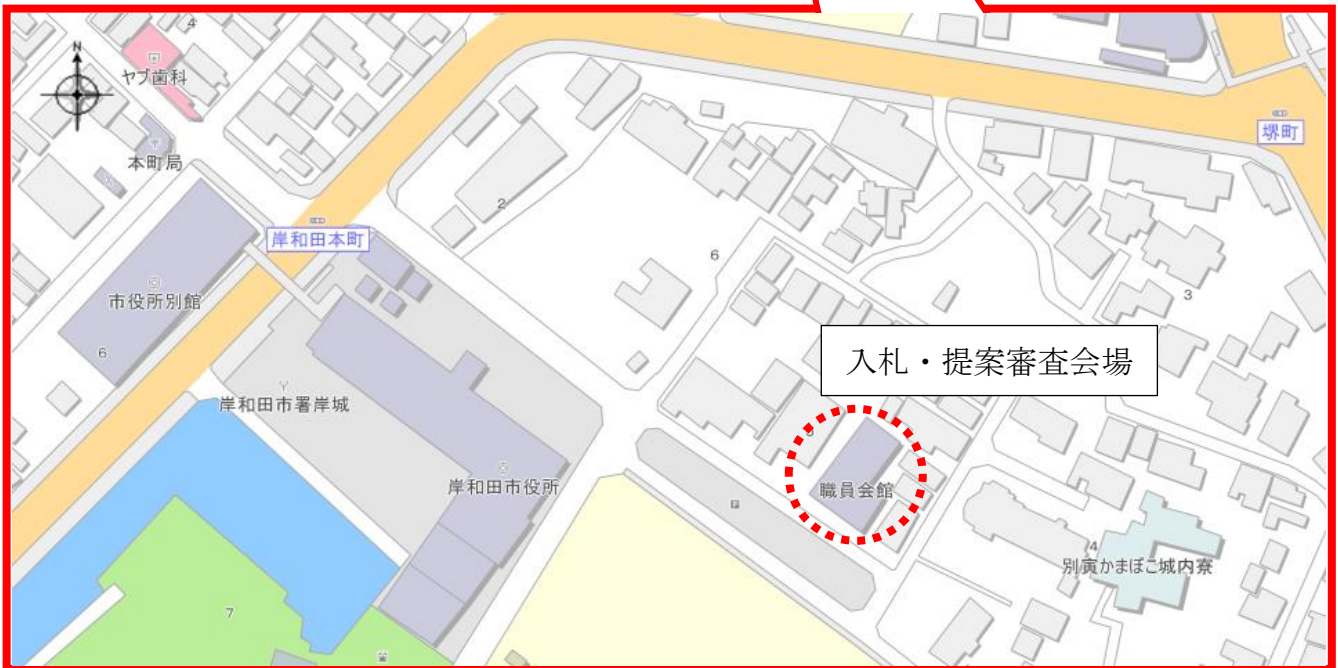 4
N
ヤブ歯科
堺町
本町局
2
岸和田本町
6
市役所別館
3
6
入札・提案審査会場
岸和田市署岸城
5
岸和田市役所
職員会館
P
4
別寅かまぼこ城内寮
7